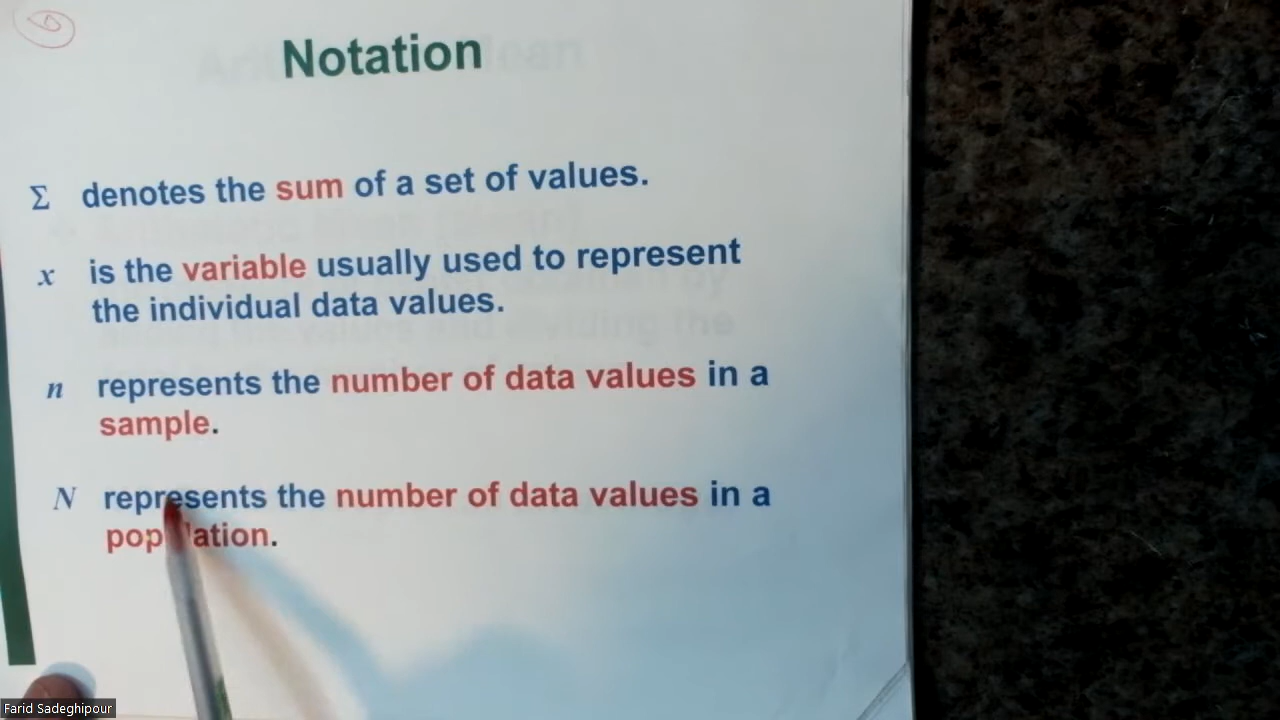 Notation
Σ denotes the sum of a set of values.
x is the variable usually used to represent
the individual data values.
n represents the number of data values in a
sample.
N represents the number of data values in a
population.
Farid Sadeghipour